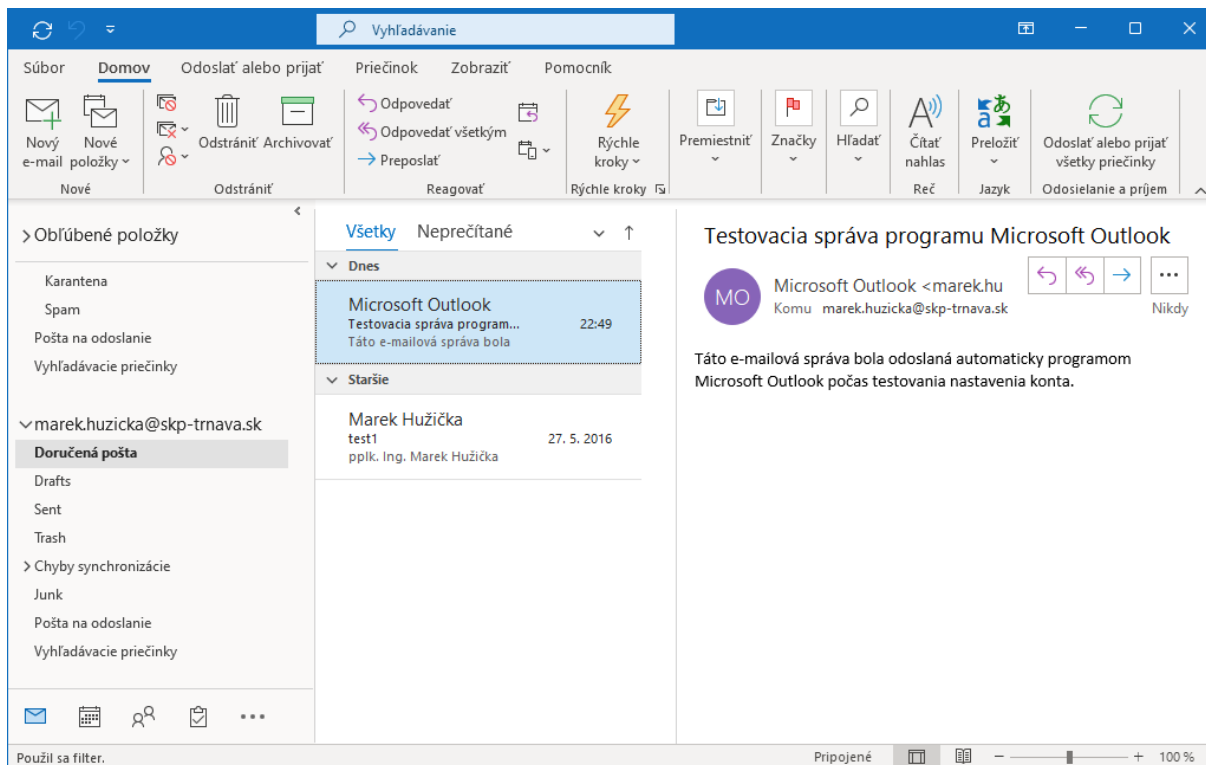 Vyhľadávanie
Súbor Domov Odoslať alebo prijať Priečinok Zobraziť Pomocník
Nový e-mail
Nové položky
Nové
Odstrániť
Archivovať
Odstrániť
Odpovedať
Odpovedať všetkým
Preposlať
Reagovať
Rýchle kroky
Rýchle kroky
Premiestniť
Značky
Hľadať
Čítať nahlas
Reč
Preložiť
Jazyk
Odoslať alebo prijať
všetky priečinky
Odosielanie a príjem
Obľúbené položky
Karantena
Spam
Pošta na odoslanie
Vyhľadávacie priečinky
marek.huzicka@skp-trnava.sk
Doručená pošta
Drafts
Sent
Trash
Chyby synchronizácie
Junk
Pošta na odoslanie
Vyhľadávacie priečinky
Všetky Neprečítané
Dnes
Microsoft Outlook
Testovacia správa program... 22:49
Táto e-mailová správa bola
Staršie
Marek Hužička
test1 27. 5. 2016
pplk. Ing. Marek Hužička
Testovacia správa programu Microsoft Outlook
MO
Microsoft Outlook <marek.hu
Komu marek.huzicka@skp-trnava.sk
Nikdy
Táto e-mailová správa bola odoslaná automaticky programom
Microsoft Outlook počas testovania nastavenia konta.
Použil sa filter.
Pripojené
100 %